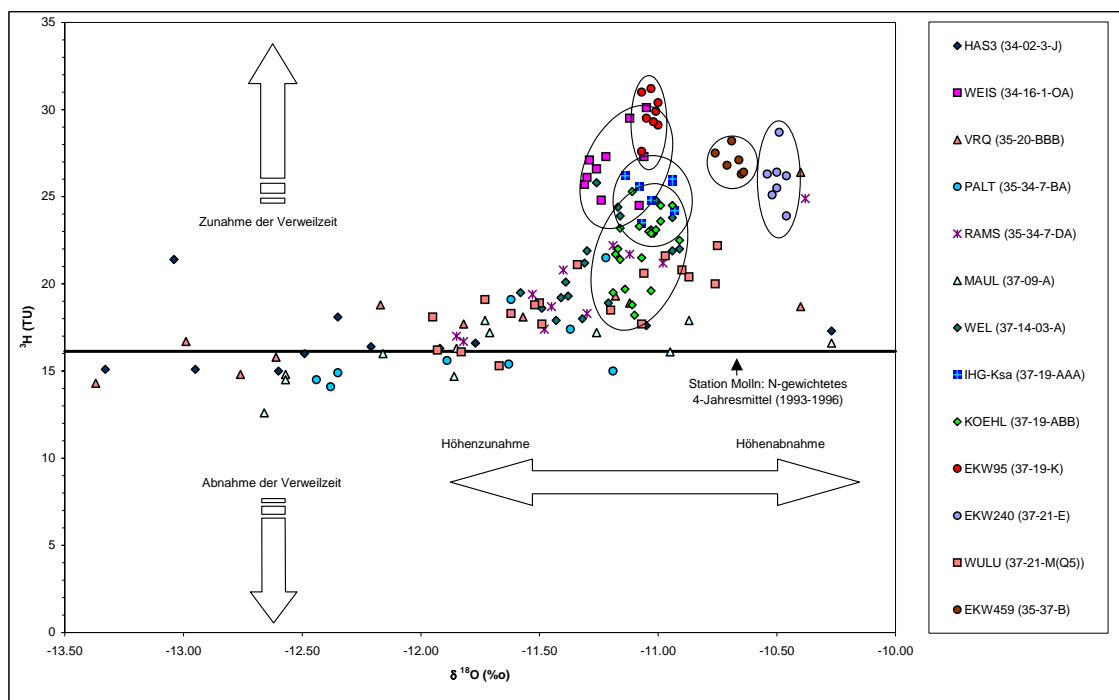 35
30
25
20
15
10
5
0
³H (TU)
-13.50
-13.00
-12.50
-12.00
-11.50
-11.00
-10.50
-10.00
δ ¹⁸O (%o)
Zunahme der Verweilzeit
Abnahme der Verweilzeit
Station Molln: N-gewichtetes
4-Jahresmittel (1993-1996)
Höhenzunahme
Höhenabnahme
HAS3 (34-02-3-J)
WEIS (34-16-1-OA)
VRQ (35-20-BBB)
PALT (35-34-7-BA)
RAMS (35-34-7-DA)
MAUL (37-09-A)
WEL (37-14-03-A)
IHG-Ksa (37-19-AAA)
KOEHL (37-19-ABB)
EKW95 (37-19-K)
EKW240 (37-21-E)
WULU (37-21-M(Q5))
EKW459 (35-37-B)